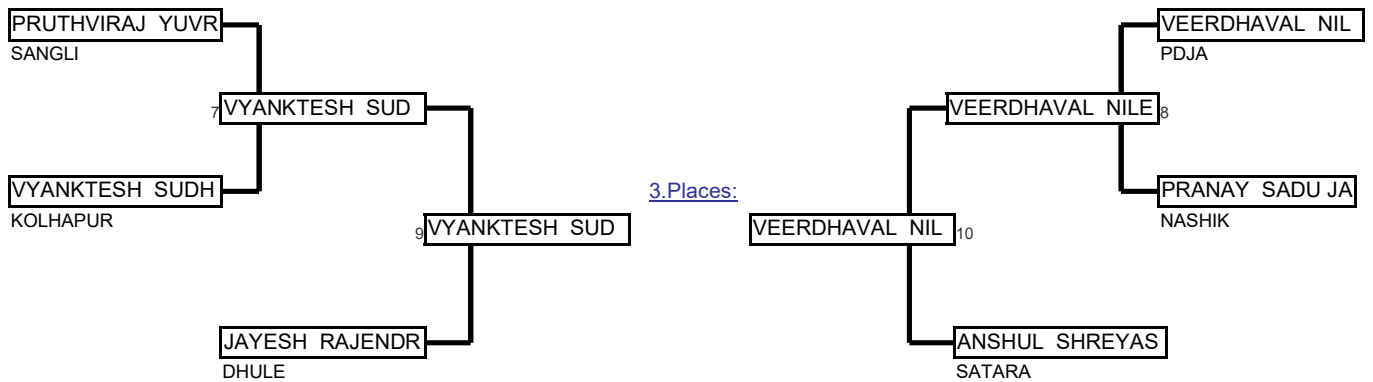 PRUTHVIRAJ YUVR
SANGLI
VEERDHAVAL NIL
PDJA
7 VYANKTESH SUD
VEERDHAVAL NILE 8
VYANKTESH SUDH
KOLHAPUR
3.Places:
PRANAY SADU JA
NASHIK
9 VYANKTESH SUD
VEERDHAVAL NIL 10
JAYESH RAJENDR
DHULE
ANSHUL SHREYAS
SATARA